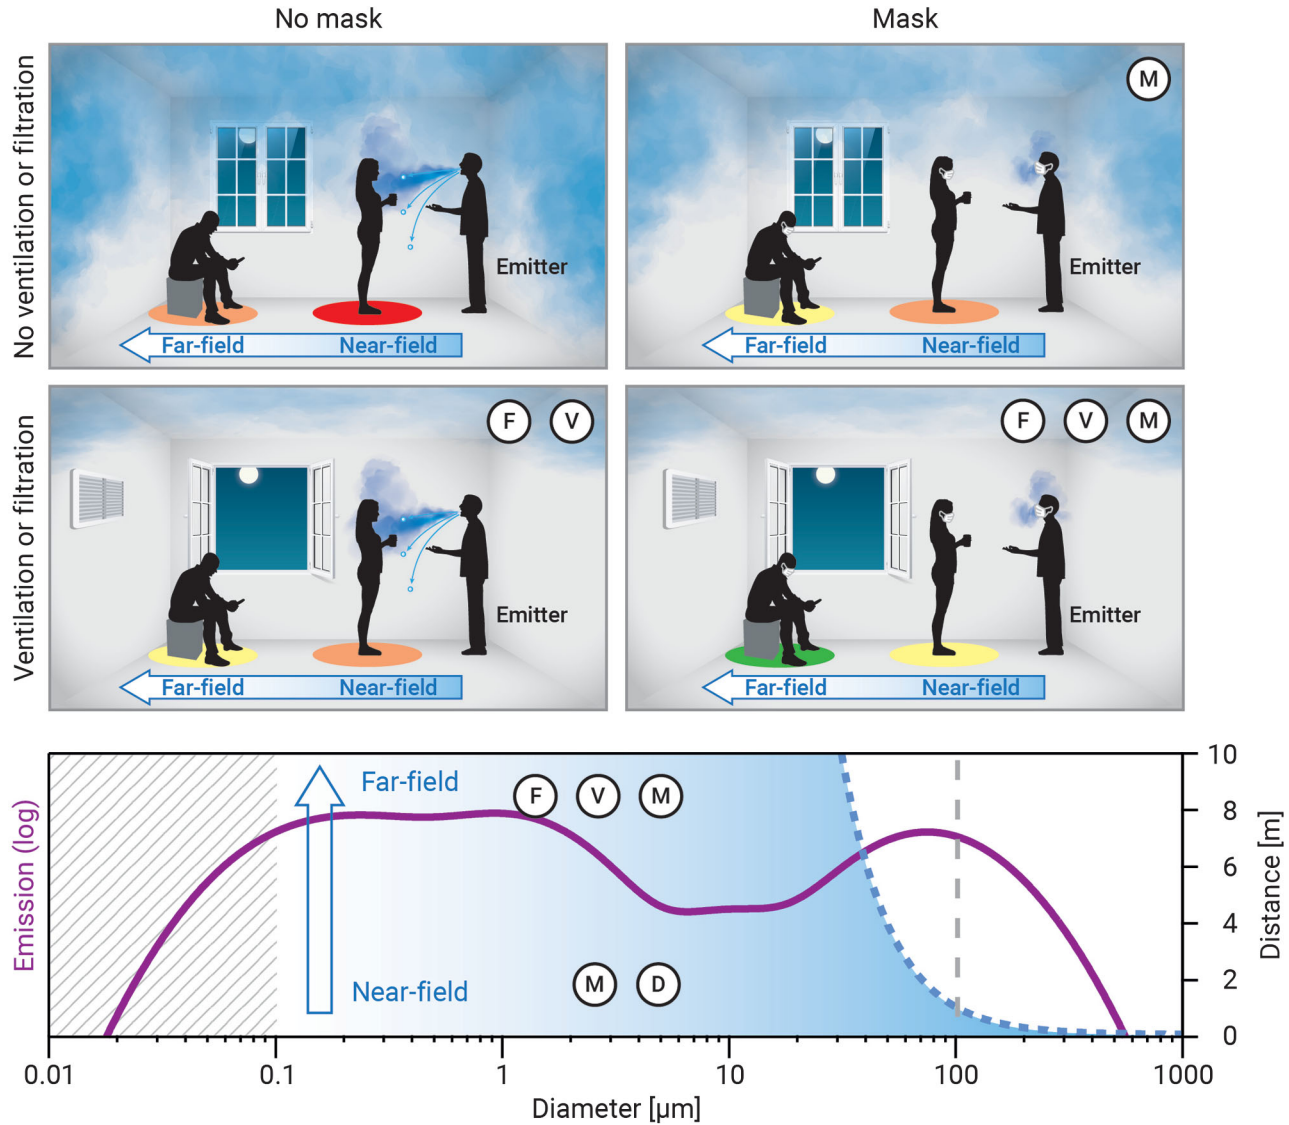 No mask
Mask
No ventilation or filtration
M
Emitter
Far-field
Near-field
Emitter
Far-field
Near-field
Ventilation or filtration
F V
F V M
Emitter
Far-field
Near-field
Emitter
Far-field
Near-field
Emission (log)
Far-field
F V M
Near-field
M D
10
8
6
4
2
0
Distance [m]
0.01 0.1 1 10 100 1000
Diameter [µm]